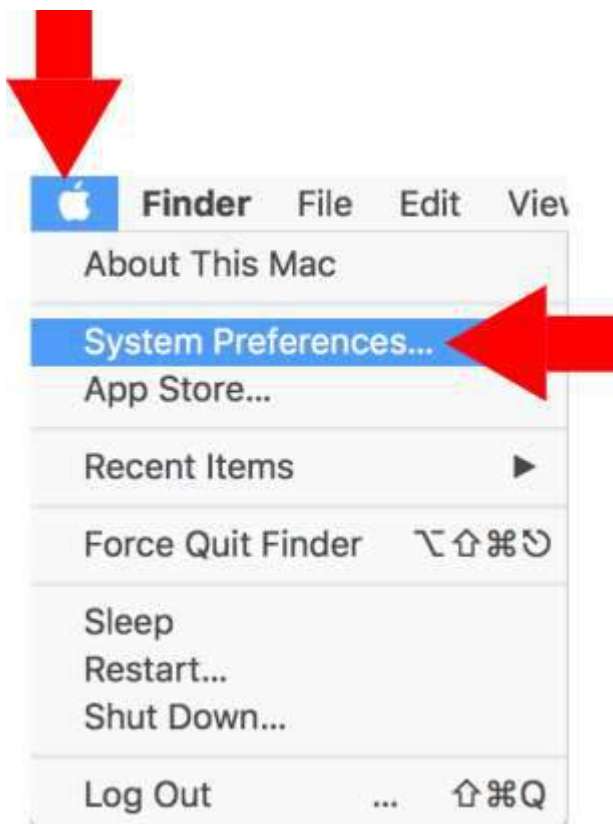 Finder File Edit Viev
About This Mac
System Preferences...
App Store...
Recent Items ▶
Force Quit Finder ⌥⇧⌘⎋
Sleep
Restart...
Shut Down...
Log Out ... ⇧⌘Q